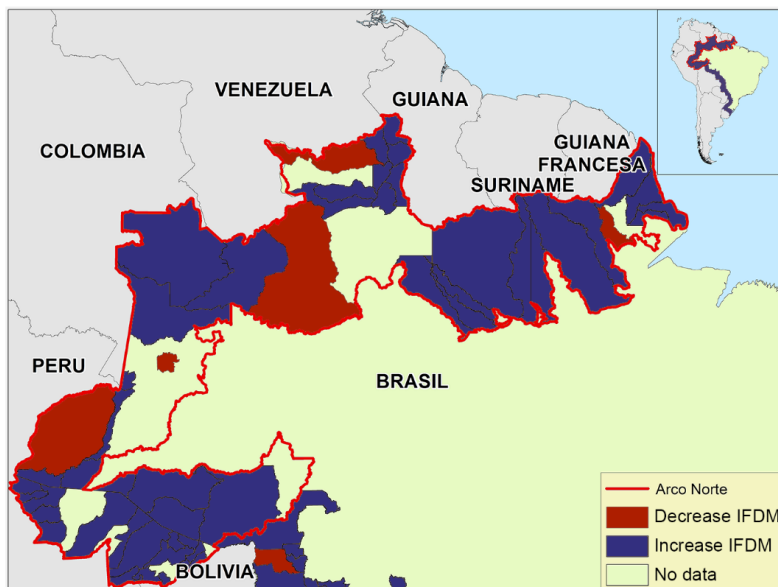 VENEZUELA
GUIANA
COLOMBIA
GUIANA
FRANCESA
SURINAME
PERU
BRASIL
BOLIVIA
Arco Norte
Decrease IFDM
Increase IFDM
No data